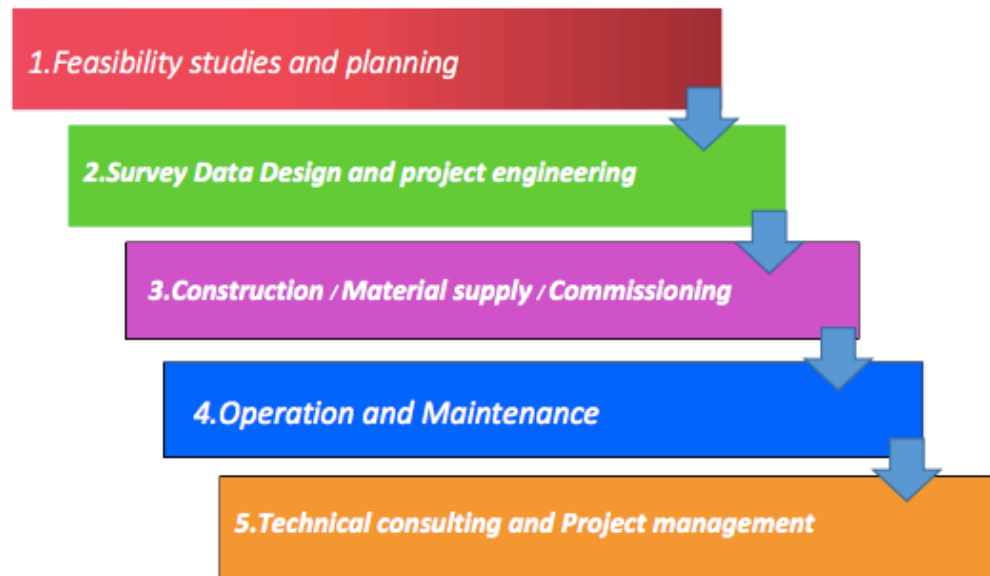 1.Feasibility studies and planning
2.Survey Data Design and project engineering
3.Construction / Material supply / Commissioning
4.Operation and Maintenance
5.Technical consulting and Project management